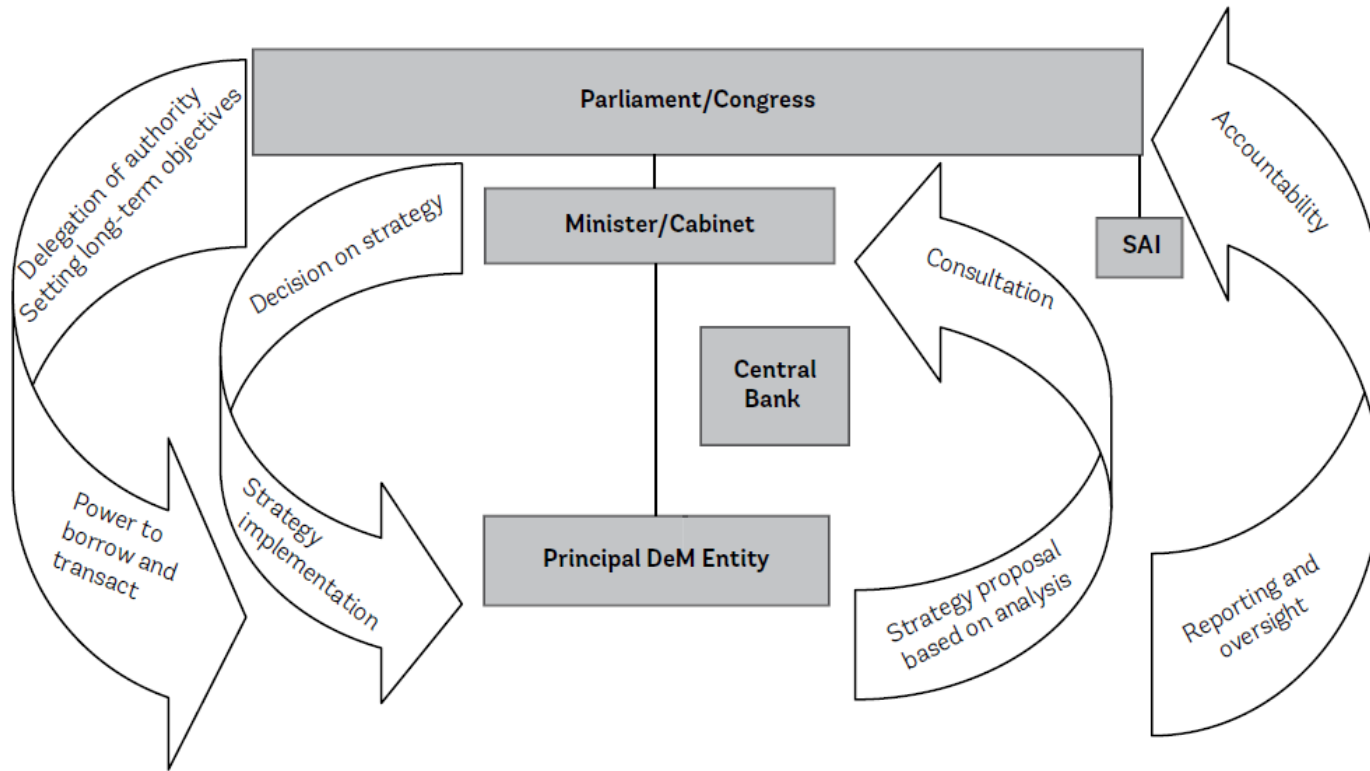 Parliament/Congress
Delegation of authority
Setting long-term objectives
Accountability
Minister/Cabinet
SAI
Decision on strategy
Consultation
Central
Bank
Power to
borrow and
transact
Strategy
implementation
Principal DeM Entity
Strategy proposal
based on analysis
Reporting and
oversight